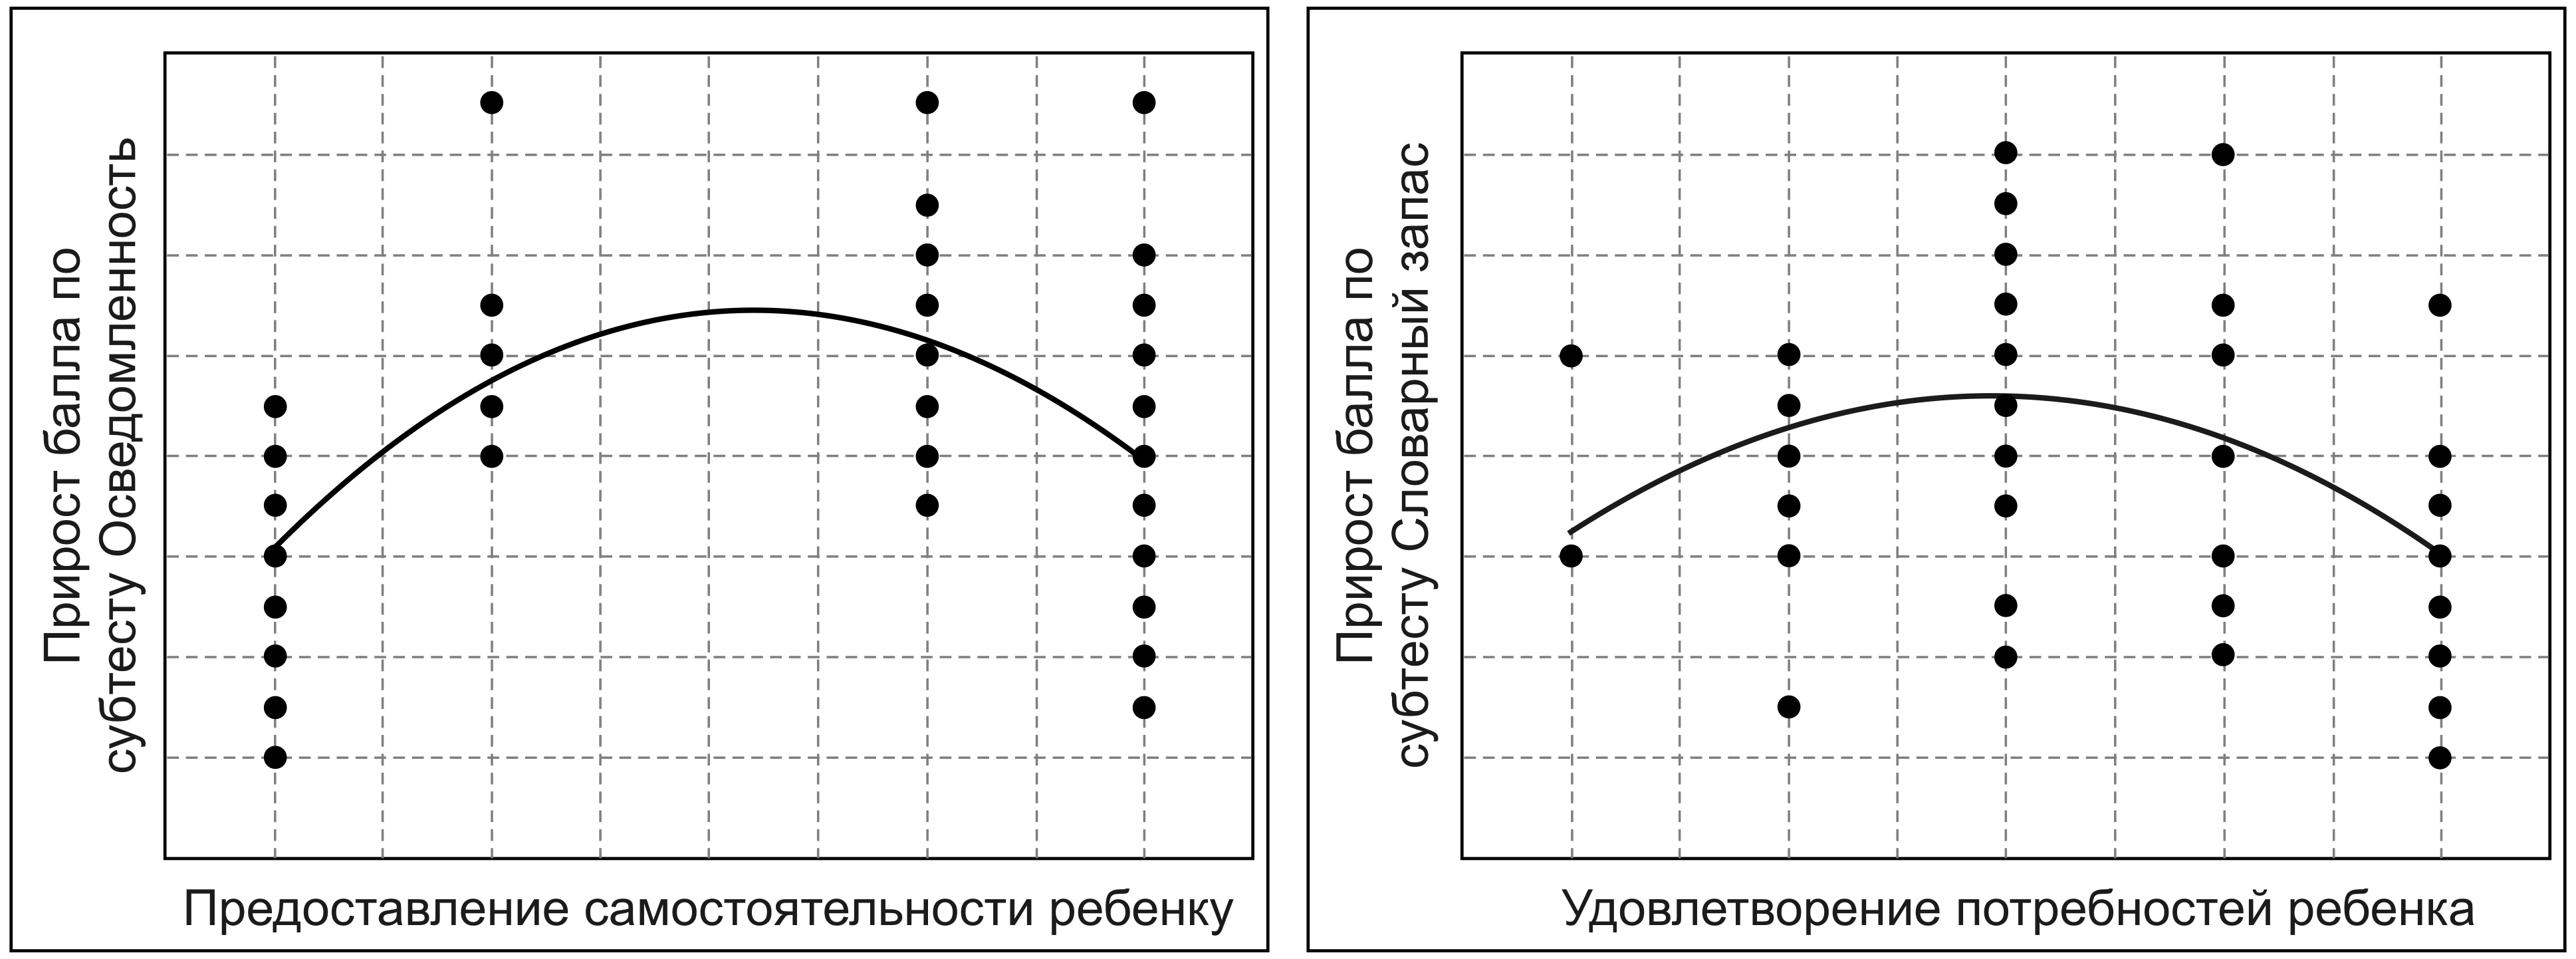 Прирост балла по
субтесту Осведомленность
Предоставление самостоятельности ребенку
Прирост балла по
субтесту Словарный запас
Удовлетворение потребностей ребенка